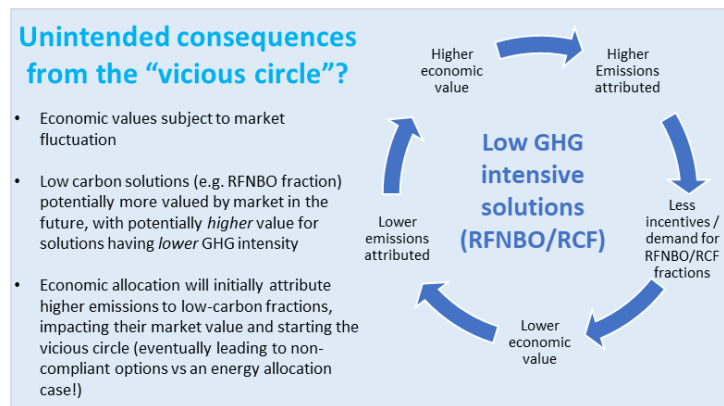 Unintended consequences
from the “vicious circle”?
• Economic values subject to market
fluctuation
• Low carbon solutions (e.g. RFNBO fraction)
potentially more valued by market in the
future, with potentially higher value for
solutions having lower GHG intensity
• Economic allocation will initially attribute
higher emissions to low-carbon fractions,
impacting their market value and starting the
vicious circle (eventually leading to non-
compliant options vs an energy allocation
case!)
Higher
economic
value
Higher
Emissions
attributed
Less
incentives /
demand for
RFNBO/RCF
fractions
Lower
economic
value
Lower
emissions
attributed
Low GHG
intensive
solutions
(RFNBO/RCF)